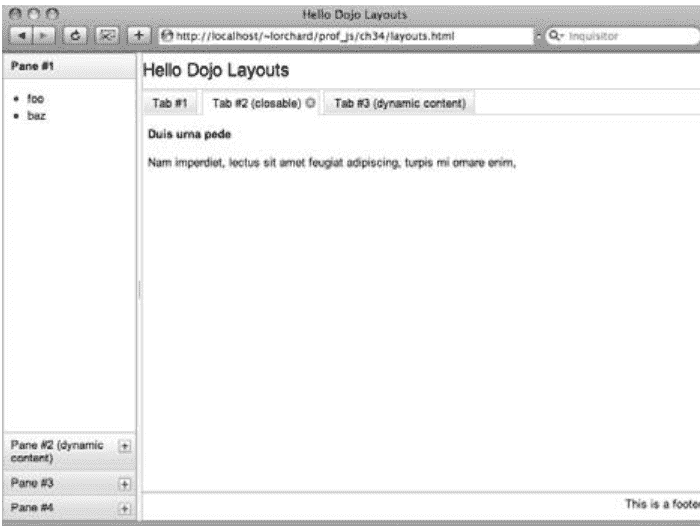 Hello Dojo Layouts
http://localhost/~lorchard/prof_js/ch34/layouts.html
Inquisitor
Pane #1
foo
baz
Pane #2 (dynamic
content)
Pane #3
Pane #4
Hello Dojo Layouts
Tab #1
Tab #2 (closable)
Tab #3 (dynamic content)
Duis urna pede
Nam imperdiet, lectus sit amet feugiat adipiscing, turpis mi ornare enim,
This is a footer